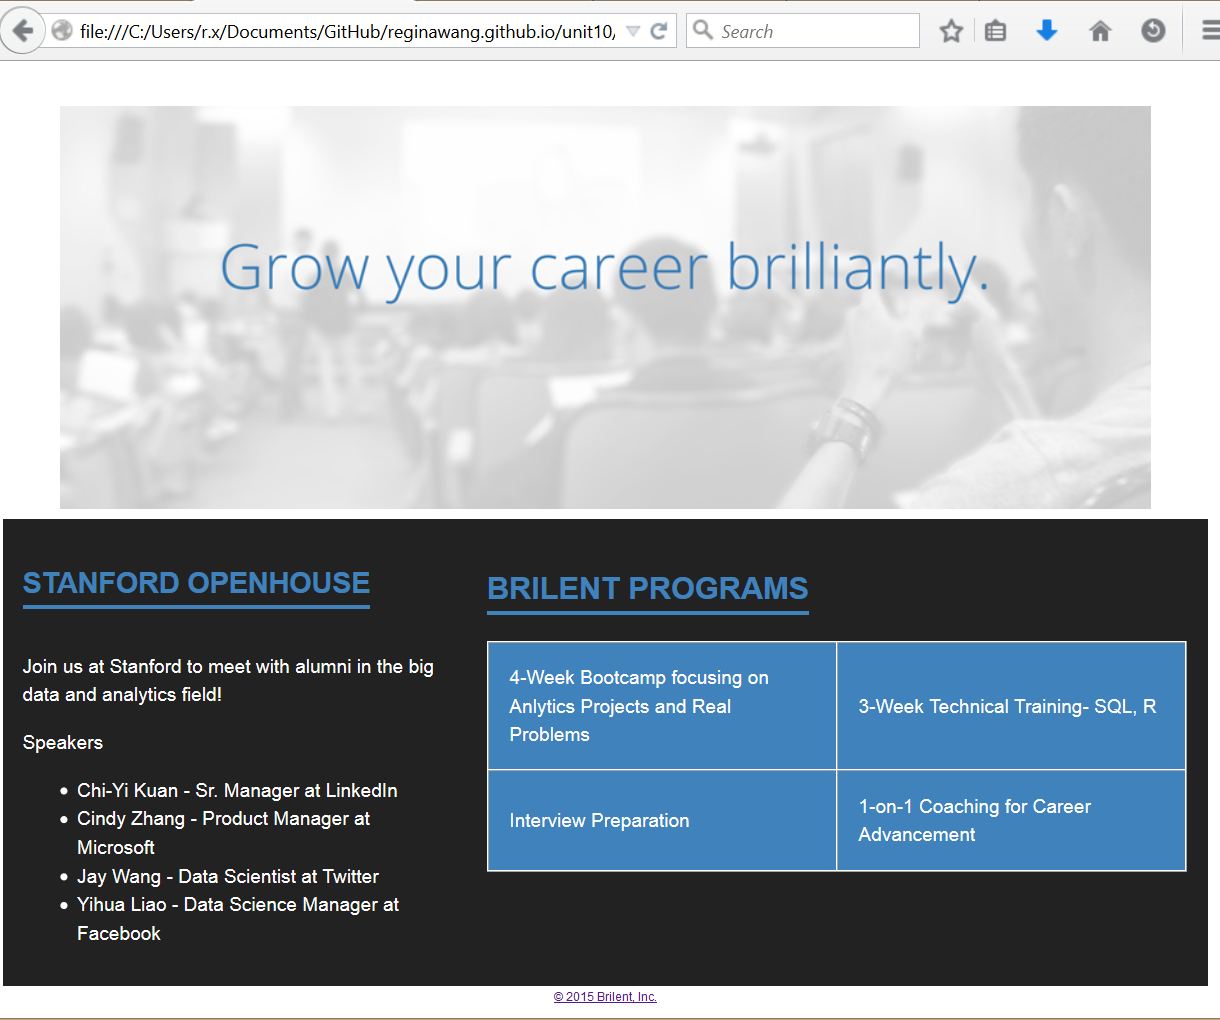 file:///C:/Users/r.x/Documents/GitHub/reginawang.github.io/unit10/
Search
Grow your career brilliantly.
STANFORD OPENHOUSE
Join us at Stanford to meet with alumni in the big
data and analytics field!
Speakers
Chi-Yi Kuan - Sr. Manager at LinkedIn
Cindy Zhang - Product Manager at
Microsoft
Jay Wang - Data Scientist at Twitter
Yihua Liao - Data Science Manager at
Facebook
BRILENT PROGRAMS
4-Week Bootcamp focusing on
Anlytics Projects and Real
Problems
3-Week Technical Training- SQL, R
Interview Preparation
1-on-1 Coaching for Career
Advancement
© 2015 Brilent, Inc.